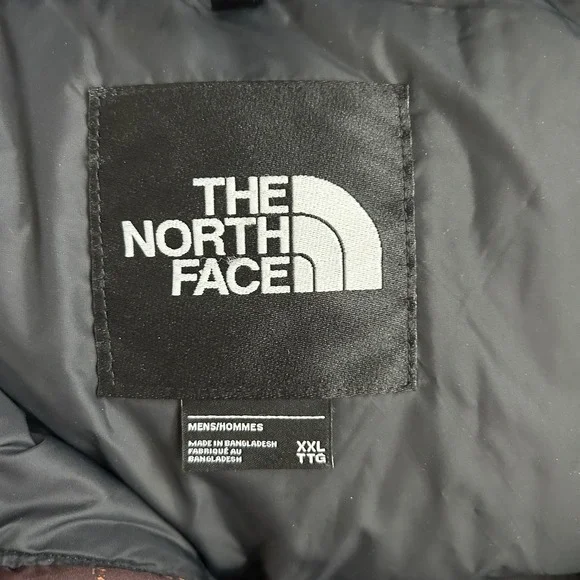 THE
NORTH
FACE
MENS/HOMMES
MADE IN BANGLADESH
FABRIQUÉ AU
BANGLADESH
XXL
TTG